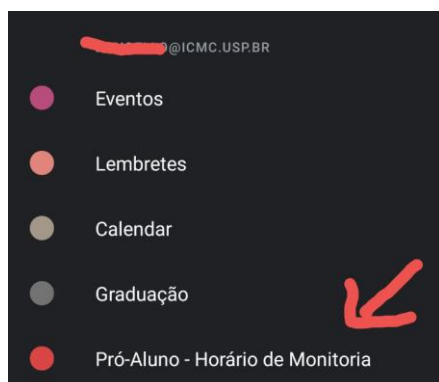 @ICMC.USP.BR
Eventos
Lembretes
Calendar
Graduação
Pró-Aluno - Horário de Monitoria